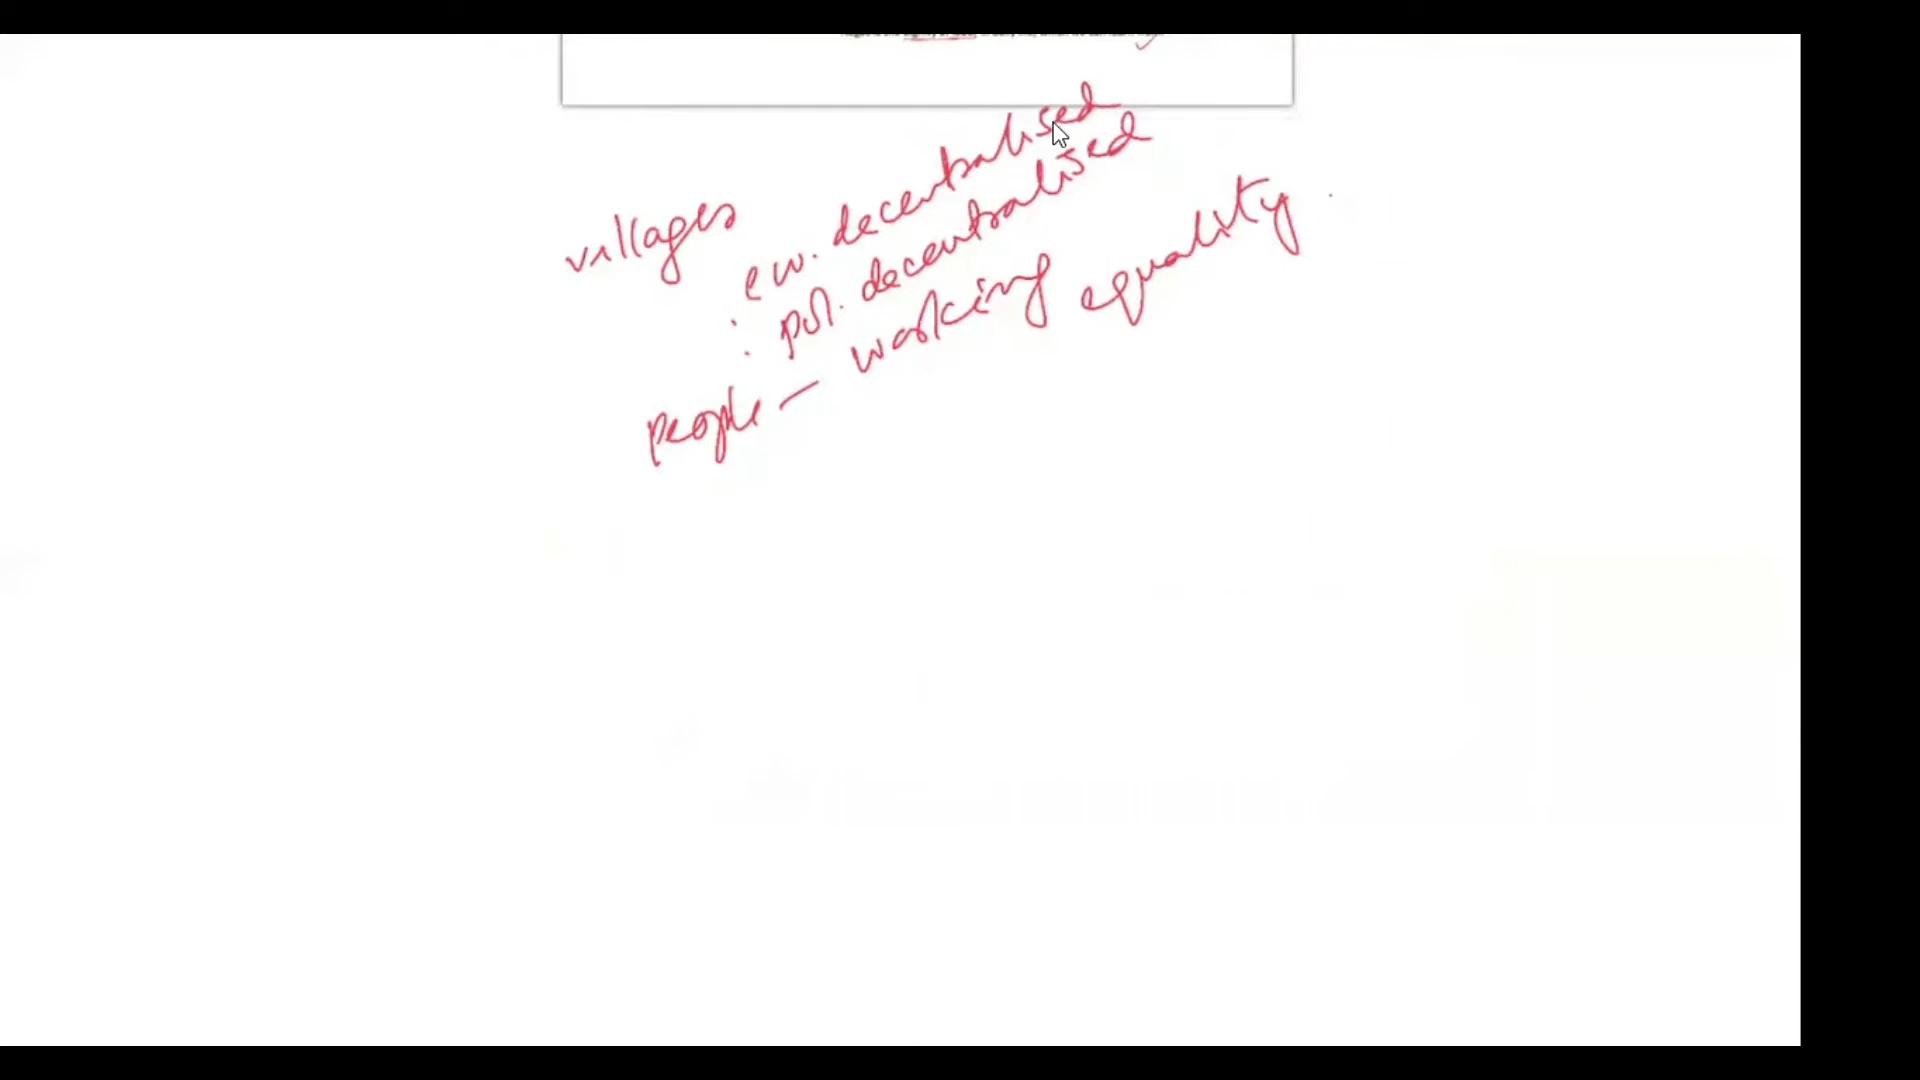 villages
: ew. decentralised
: pol. decentralised
people – working equality